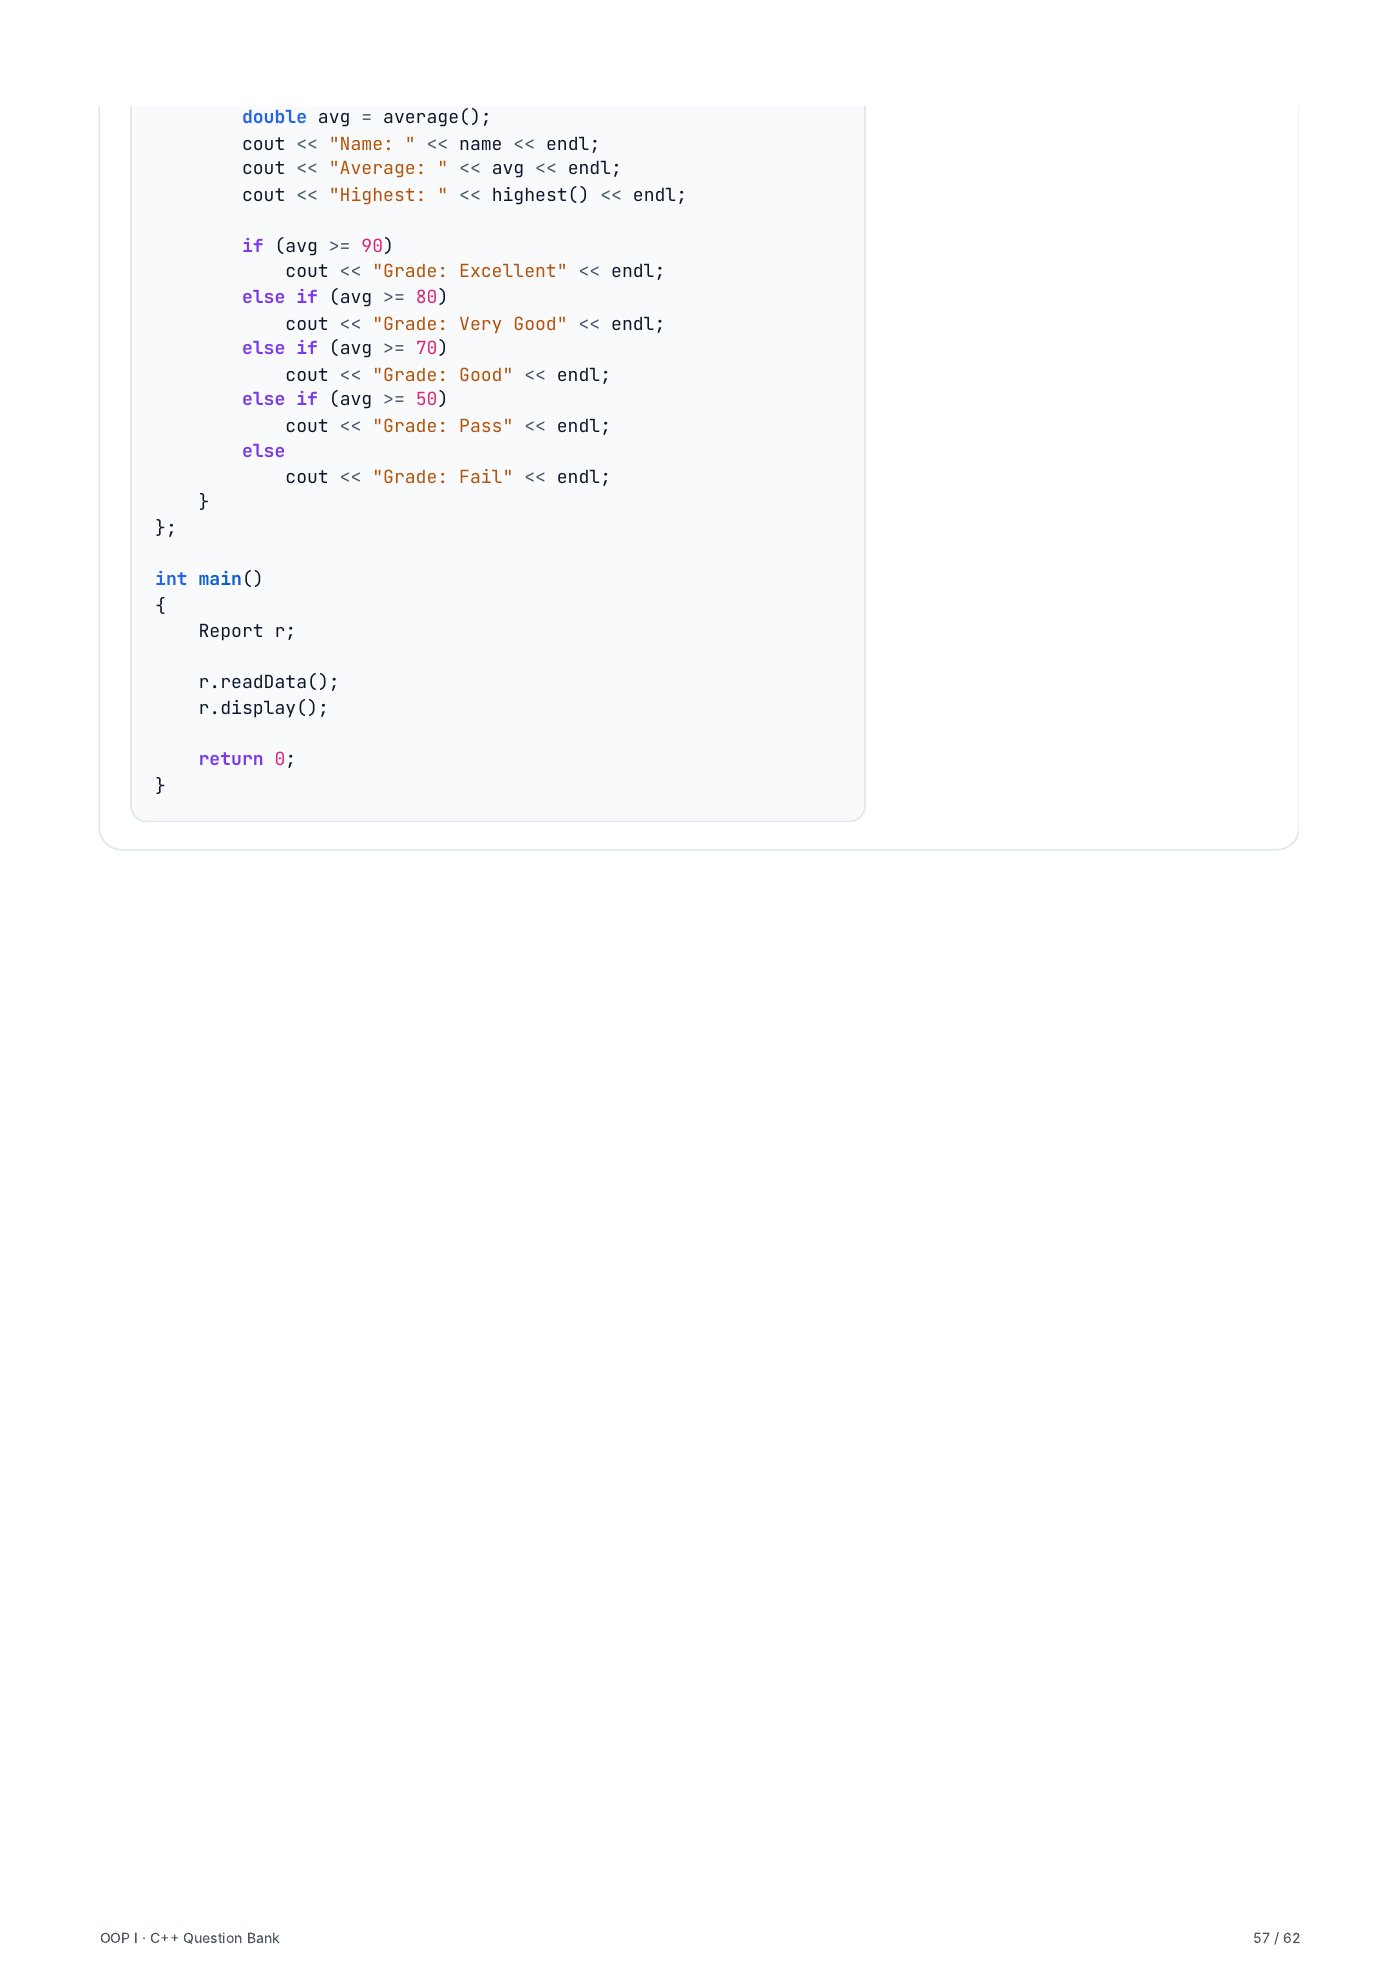 double avg = average();
        cout << "Name: " << name << endl;
        cout << "Average: " << avg << endl;
        cout << "Highest: " << highest() << endl;

        if (avg >= 90)
            cout << "Grade: Excellent" << endl;
        else if (avg >= 80)
            cout << "Grade: Very Good" << endl;
        else if (avg >= 70)
            cout << "Grade: Good" << endl;
        else if (avg >= 50)
            cout << "Grade: Pass" << endl;
        else
            cout << "Grade: Fail" << endl;
    }
};

int main()
{
    Report r;

    r.readData();
    r.display();

    return 0;
}
OOP I · C++ Question Bank
57 / 62